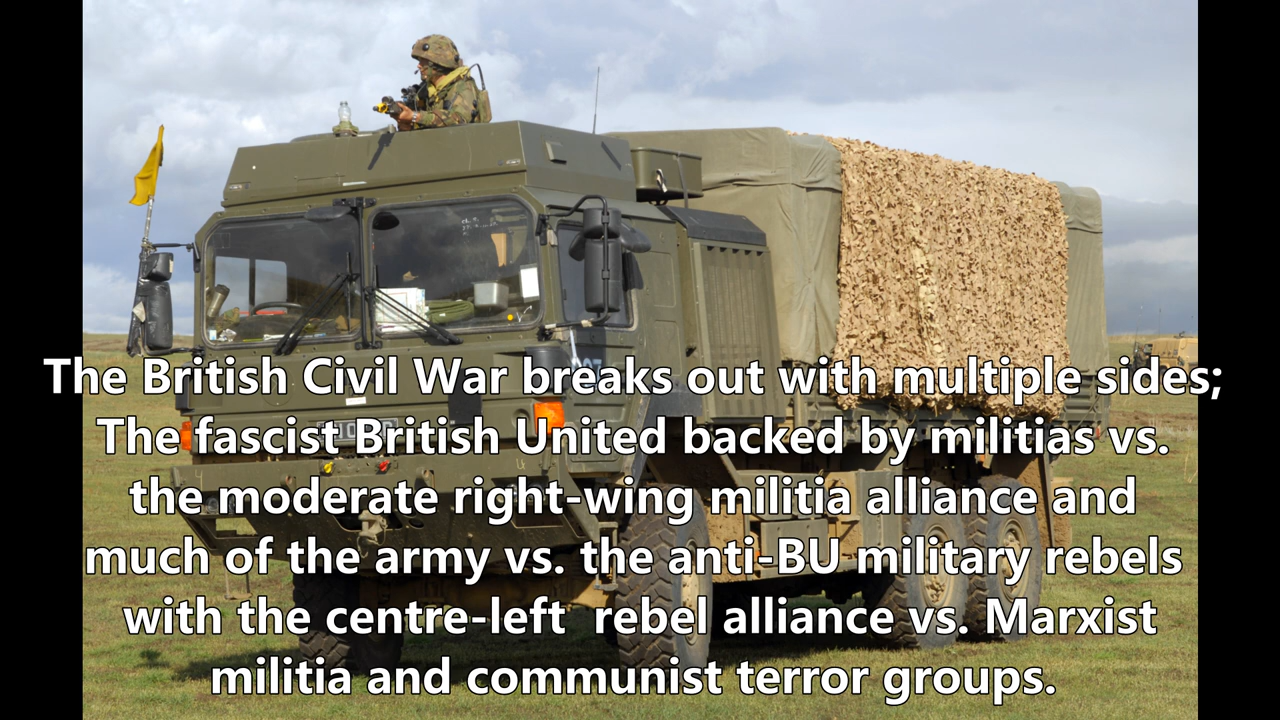 The British Civil War breaks out with multiple sides;
The fascist British United backed by militias vs.
the moderate right-wing militia alliance and
much of the army vs. the anti-BU military rebels
with the centre-left  rebel alliance vs. Marxist
militia and communist terror groups.